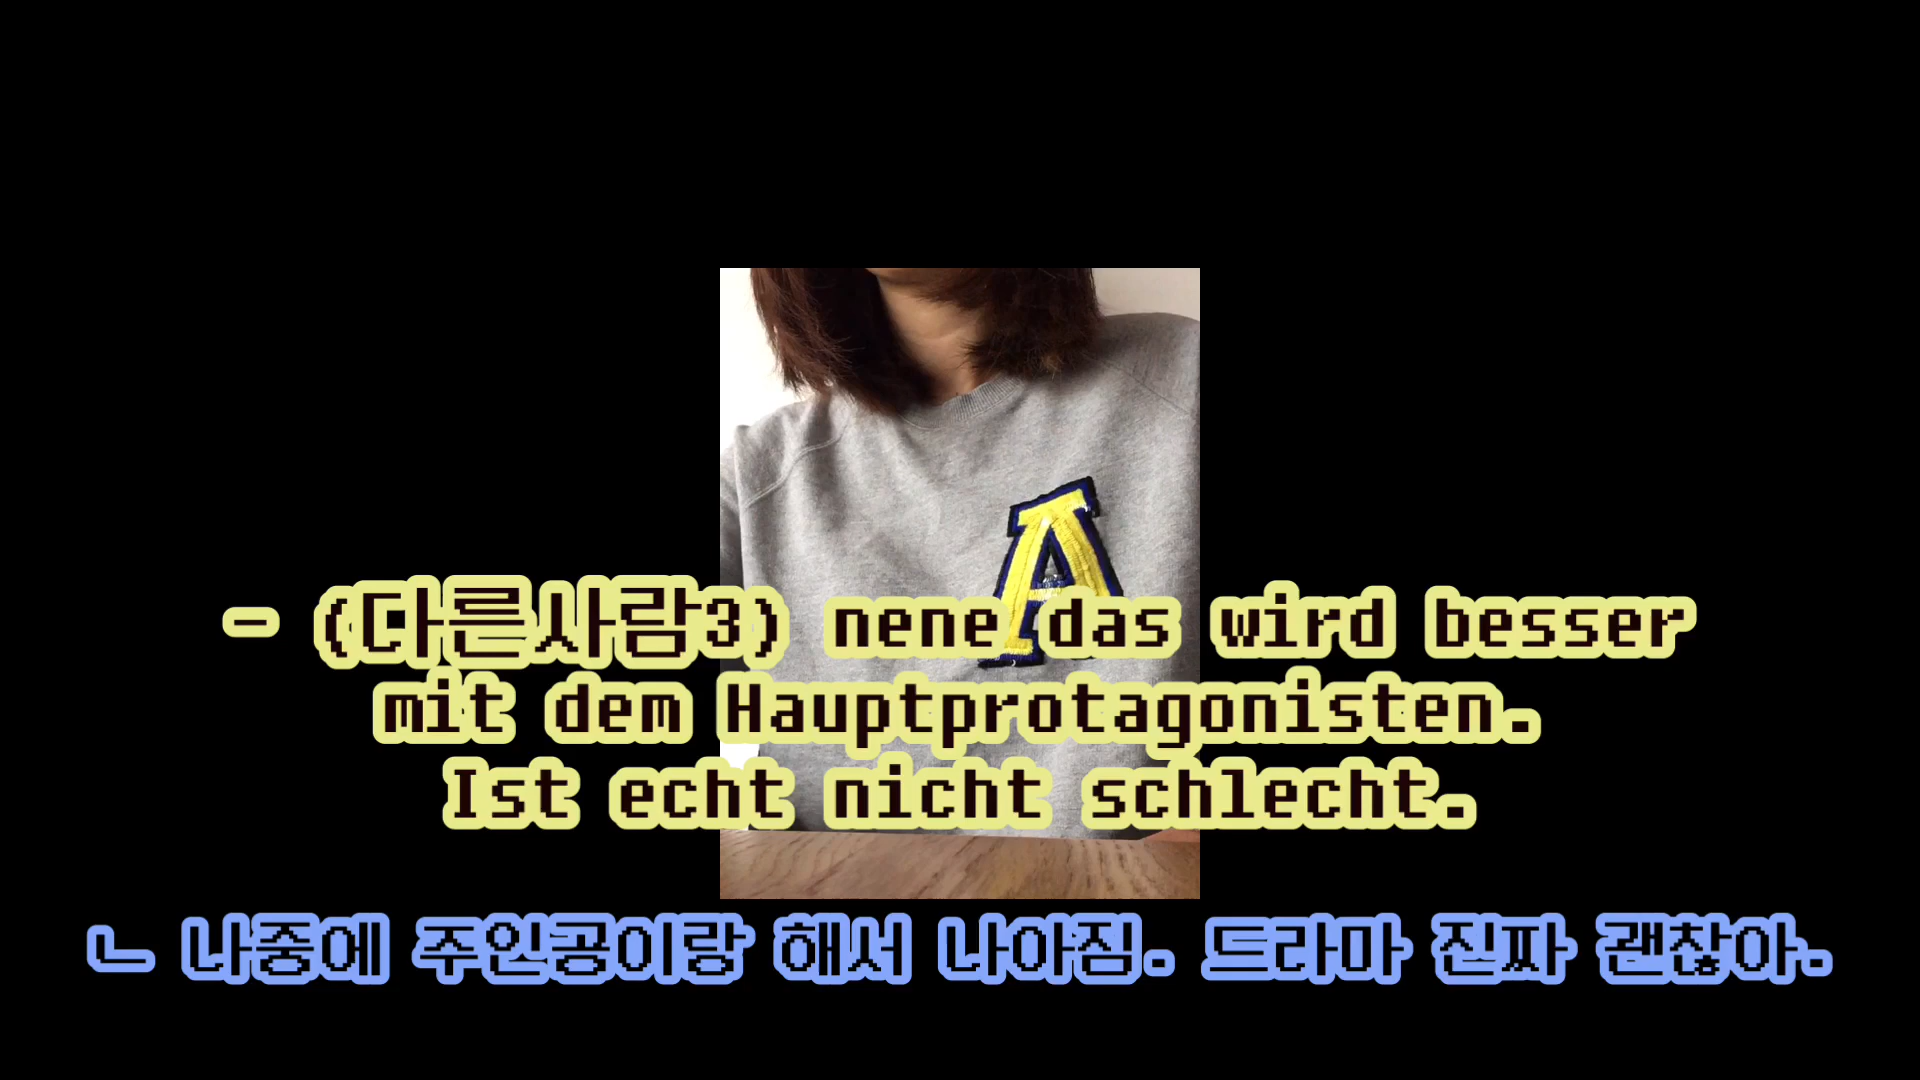 A
- (다른사람3) nene das wird besser
mit dem Hauptprotagonisten.
Ist echt nicht schlecht.
ㄴ 나중에 주인공이랑 해서 나아짐. 드라마 진짜 괜찮아.